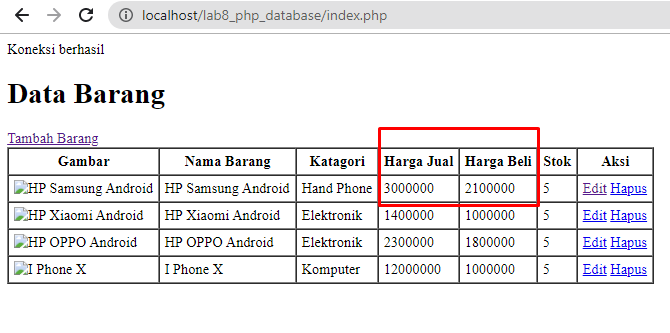 localhost/lab8_php_database/index.php
Koneksi berhasil
Data Barang
Tambah Barang
Gambar Nama Barang Katagori Harga Jual Harga Beli Stok Aksi
HP Samsung Android HP Samsung Android Hand Phone 3000000 2100000 5 Edit Hapus
HP Xiaomi Android HP Xiaomi Android Elektronik 1400000 1000000 5 Edit Hapus
HP OPPO Android HP OPPO Android Elektronik 2300000 1800000 5 Edit Hapus
I Phone X I Phone X Komputer 12000000 1000000 5 Edit Hapus